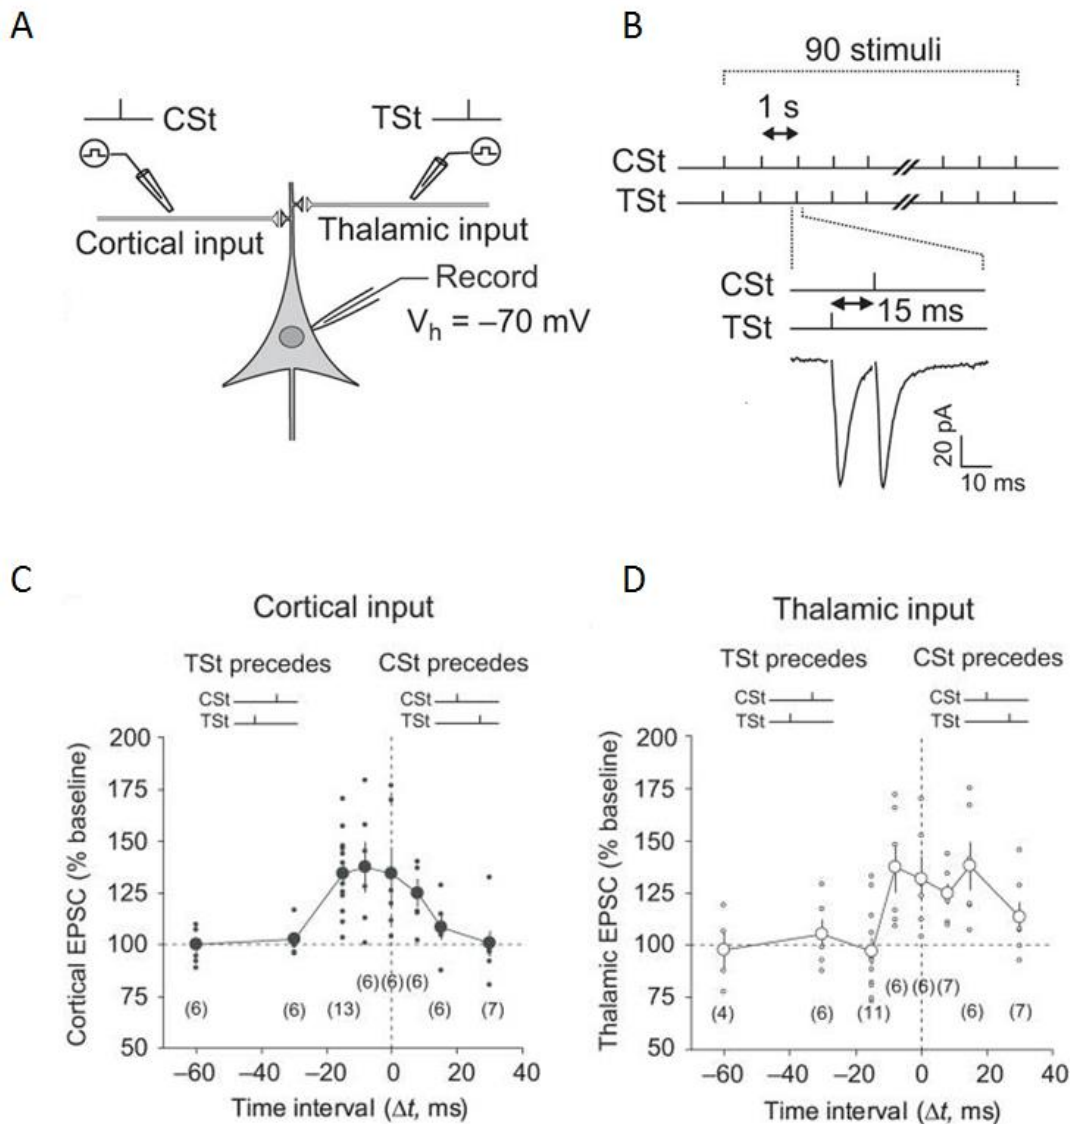 A
CSt
TSt
Cortical input
Thalamic input
Record
Vh = –70 mV
B
90 stimuli
1 s
CSt
TSt
CSt
15 ms
TSt
20 pA
10 ms
C
Cortical input
TSt precedes
CSt precedes
CSt
TSt
CSt
TSt
Cortical EPSC (% baseline)
200
175
150
125
100
75
50
(6)
(6)
(13)
(6)
(6)
(6)
(6)
(7)
–60 –40 –20 0 20 40
Time interval (Δt, ms)
D
Thalamic input
TSt precedes
CSt precedes
CSt
TSt
CSt
TSt
Thalamic EPSC (% baseline)
200
175
150
125
100
75
50
(4)
(6)
(11)
(6)
(6)
(7)
(6)
(7)
–60 –40 –20 0 20 40
Time interval (Δt, ms)